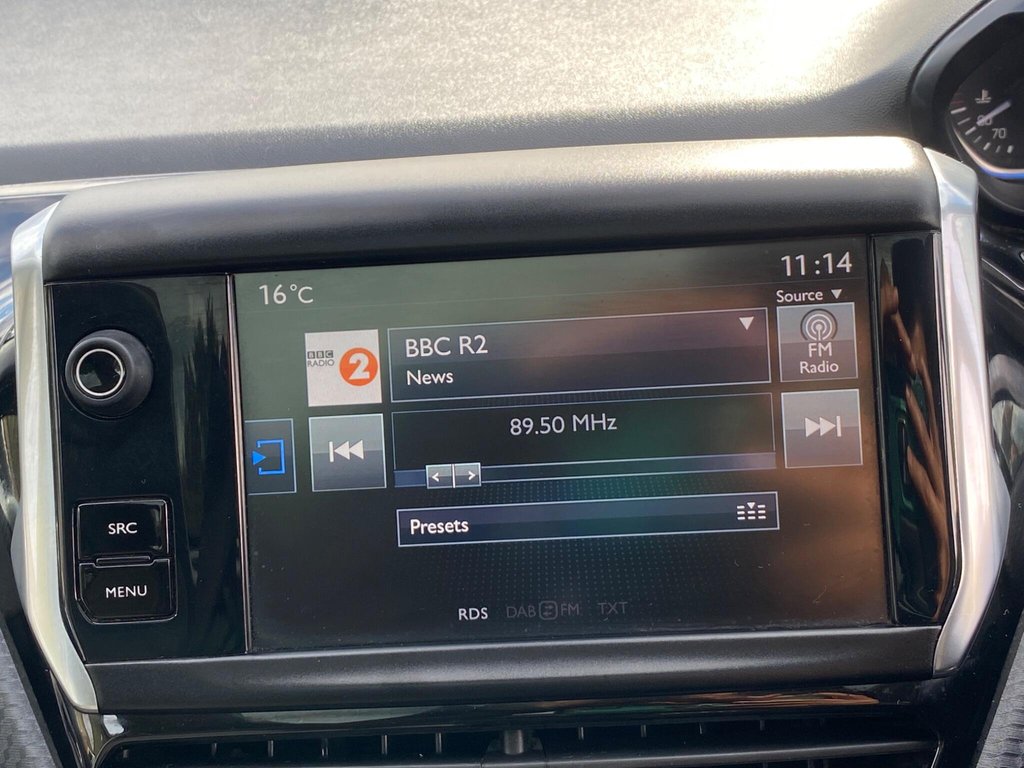 16°C
11:14
Source
BBC
RADIO
2
BBC R2
News
FM
Radio
89.50 MHz
Presets
SRC
MENU
RDS DAB FM TXT
70